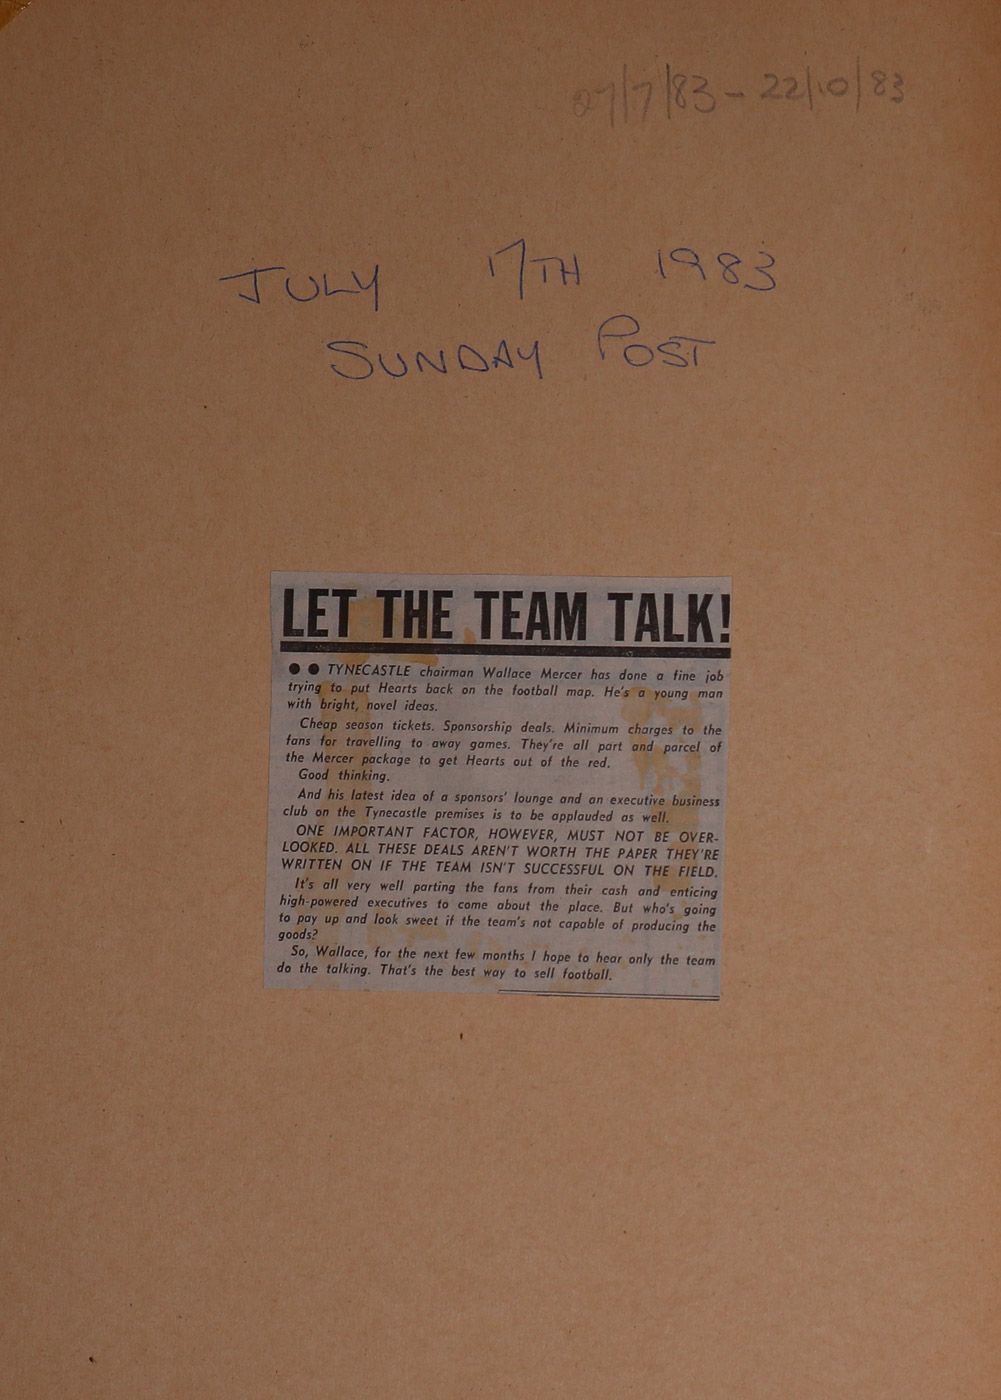 27/7/83 - 22/10/83
JULY 17TH 1983
SUNDAY POST
LET THE TEAM TALK!
●● TYNECASTLE chairman Wallace Mercer has done a fine job
trying to put Hearts back on the football map. He's a young man
with bright, novel ideas.
Cheap season tickets. Sponsorship deals. Minimum charges to the
fans for travelling to away games. They're all part and parcel of
the Mercer package to get Hearts out of the red.
Good thinking.
And his latest idea of a sponsors' lounge and an executive business
club on the Tynecastle premises is to be applauded as well.
ONE IMPORTANT FACTOR, HOWEVER, MUST NOT BE OVER-
LOOKED. ALL THESE DEALS AREN'T WORTH THE PAPER THEY'RE
WRITTEN ON IF THE TEAM ISN'T SUCCESSFUL ON THE FIELD.
It's all very well parting the fans from their cash and enticing
high-powered executives to come about the place. But who's going
to pay up and look sweet if the team's not capable of producing the
goods?
So, Wallace, for the next few months I hope to hear only the team
do the talking. That's the best way to sell football.